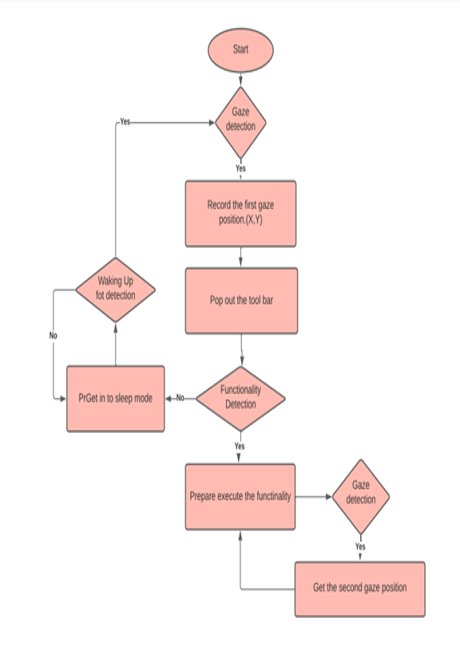 Start
Gaze
detection
Yes
Yes
Record the first gaze
position.(X,Y)
Pop out the tool bar
Waking Up
fot detection
No
PrGet in to sleep mode
No
Functionality
Detection
Yes
Prepare execute the functinality
Gaze
detection
Yes
Get the second gaze position